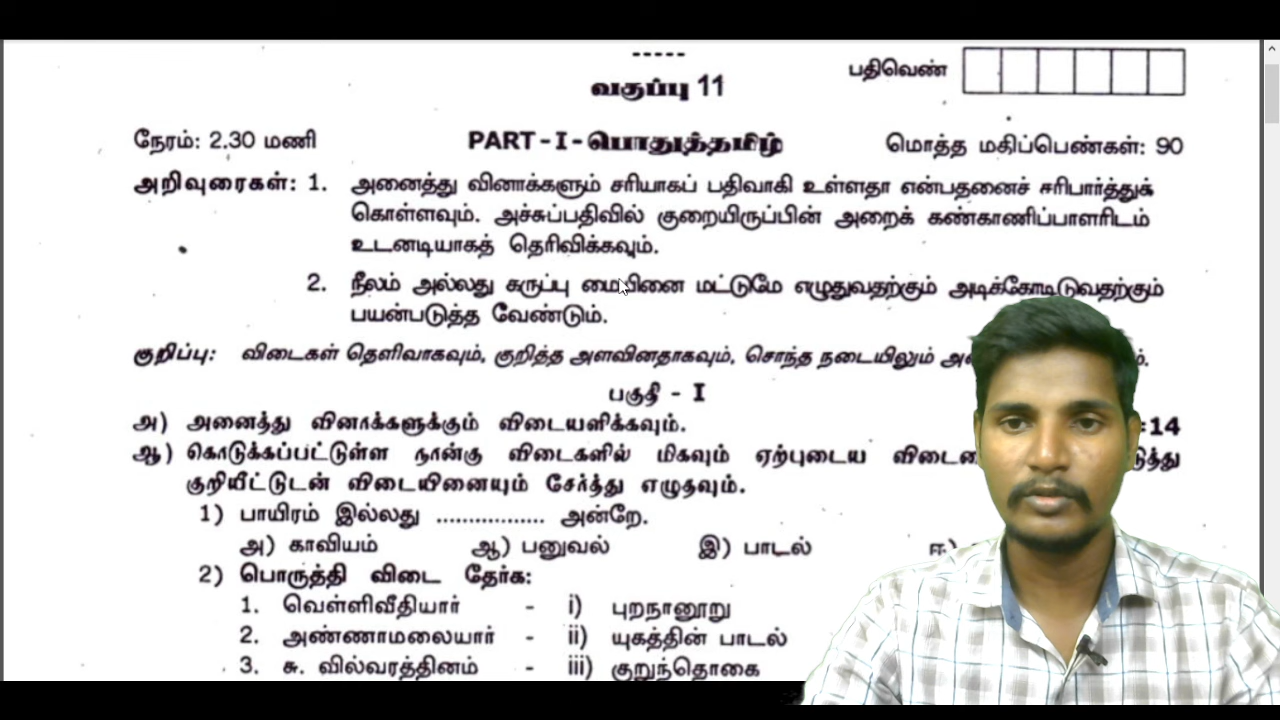 -----
பதிவெண்
வகுப்பு 11
நேரம்: 2.30 மணி PART - I - பொதுத்தமிழ் மொத்த மதிப்பெண்கள்: 90
அறிவுரைகள்: 1. அனைத்து வினாக்களும் சரியாகப் பதிவாகி உள்ளதா என்பதனைச் சரிபார்த்துக்
கொள்ளவும். அச்சுப்பதிவில் குறையிருப்பின் அறைக் கண்காணிப்பாளரிடம்
உடனடியாகத் தெரிவிக்கவும்.
2. நீலம் அல்லது கருப்பு மையினை மட்டுமே எழுதுவதற்கும் அடிக்கோடிடுவதற்கும்
பயன்படுத்த வேண்டும்.
குறிப்பு: விடைகள் தெளிவாகவும், குறித்த அளவினதாகவும், சொந்த நடையிலும்
பகுதி - I
அ) அனைத்து வினாக்களுக்கும் விடையளிக்கவும். :14
ஆ) கொடுக்கப்பட்டுள்ள நான்கு விடைகளில் மிகவும் ஏற்புடைய
குறியீட்டுடன் விடையினையும் சேர்த்து எழுதவும்.
1) பாயிரம் இல்லது ................. அன்றே.
அ) காவியம் ஆ) பனுவல் இ) பாடல் ஈ)
2) பொருத்தி விடை தேர்க:
1. வெள்ளிவீதியார் - i) புறநானூறு
2. அண்ணாமலையார் - ii) யுகத்தின் பாடல்
3. சு. வில்வரத்தினம் - iii) குறுந்தொகை